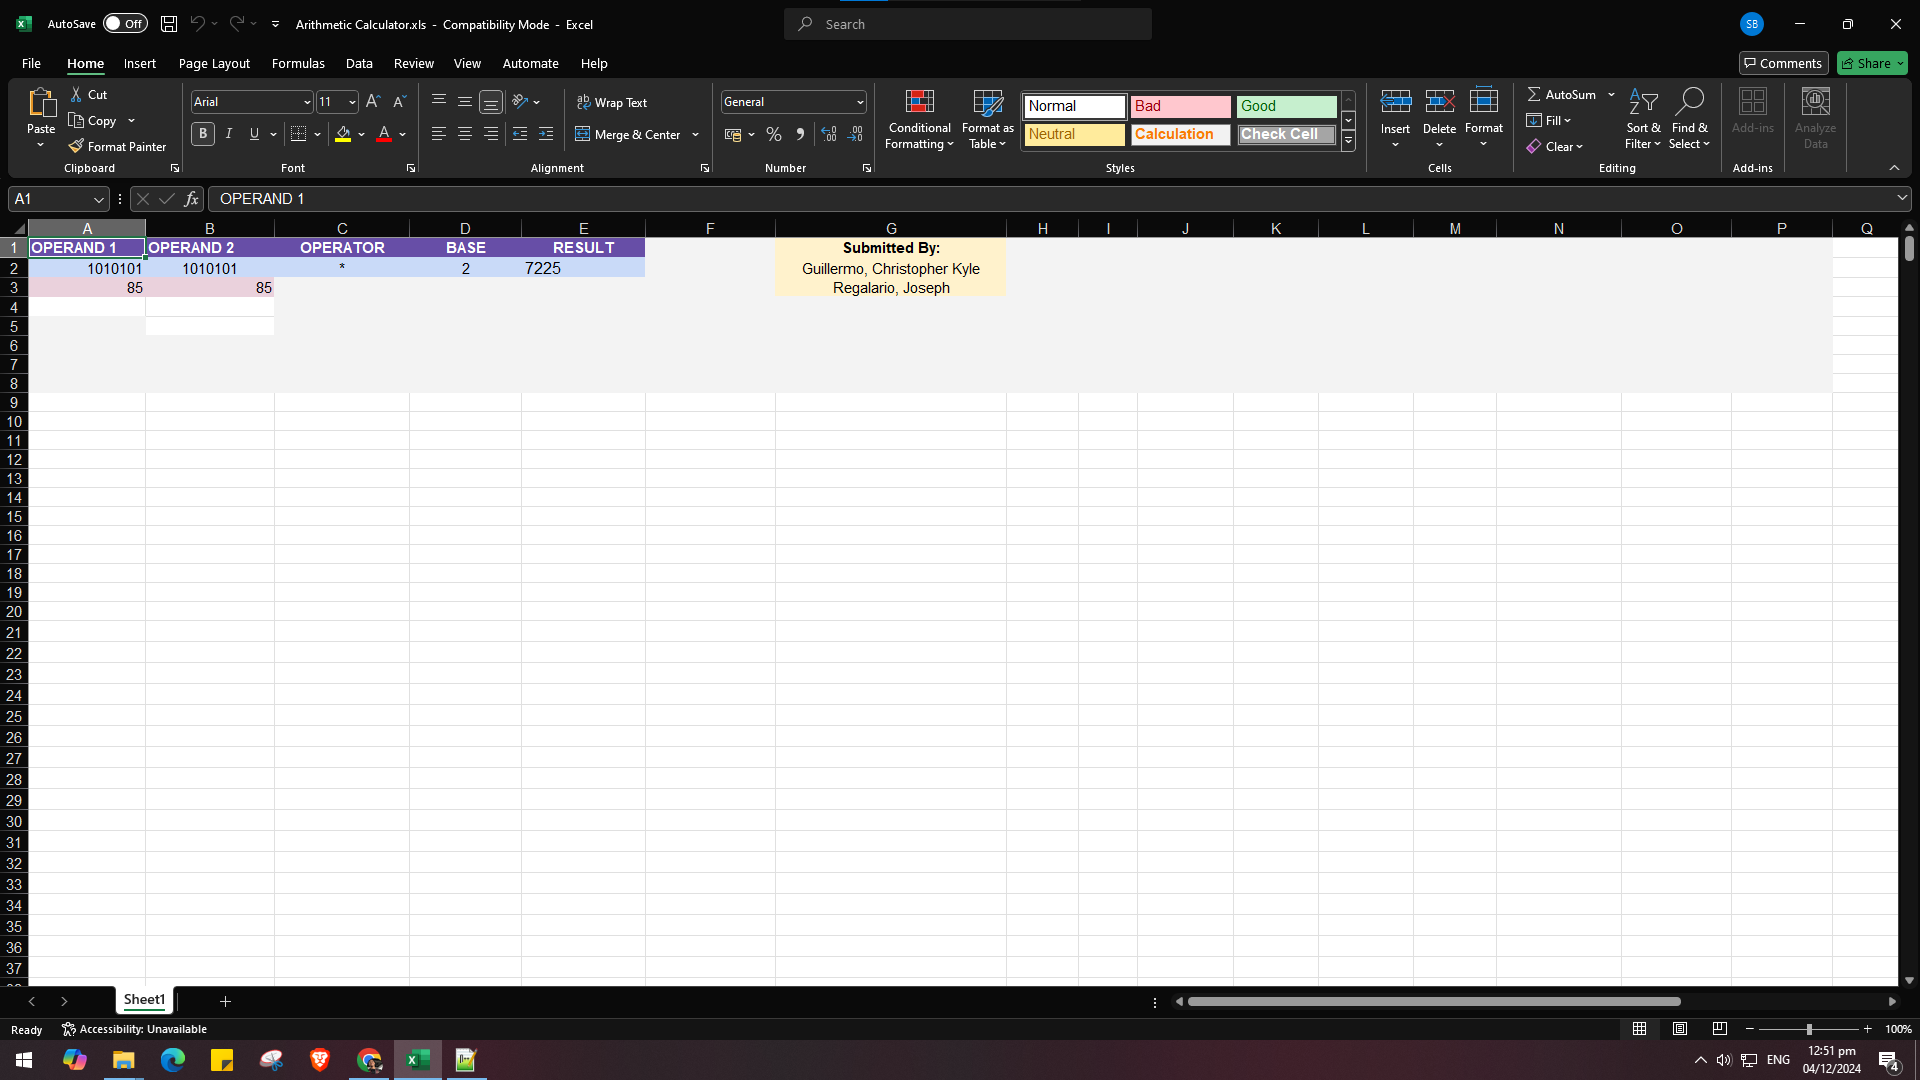 AutoSave Off Arithmetic Calculator.xls - Compatibility Mode - Excel Search SB
File Home Insert Page Layout Formulas Data Review View Automate Help Comments Share
Paste Cut Copy Format Painter Clipboard
Arial 11 B I U Font
Wrap Text Merge & Center Alignment
General % Number
Conditional Formatting Format as Table
Normal Bad Good
Neutral Calculation Check Cell
Styles
Insert Delete Format Cells
AutoSum Fill Clear Sort & Filter Find & Select Editing
Add-ins Add-ins
Analyze Data
A1 fx OPERAND 1
A B C D E F G H I J K L M N O P Q
1 OPERAND 1 OPERAND 2 OPERATOR BASE RESULT Submitted By:
2 1010101 1010101 * 2 7225 Guillermo, Christopher Kyle
3 85 85 Regalario, Joseph
4
5
6
7
8
9
10
11
12
13
14
15
16
17
18
19
20
21
22
23
24
25
26
27
28
29
30
31
32
33
34
35
36
37
Sheet1
Ready Accessibility: Unavailable 100%
ENG 12:51 pm
04/12/2024 4